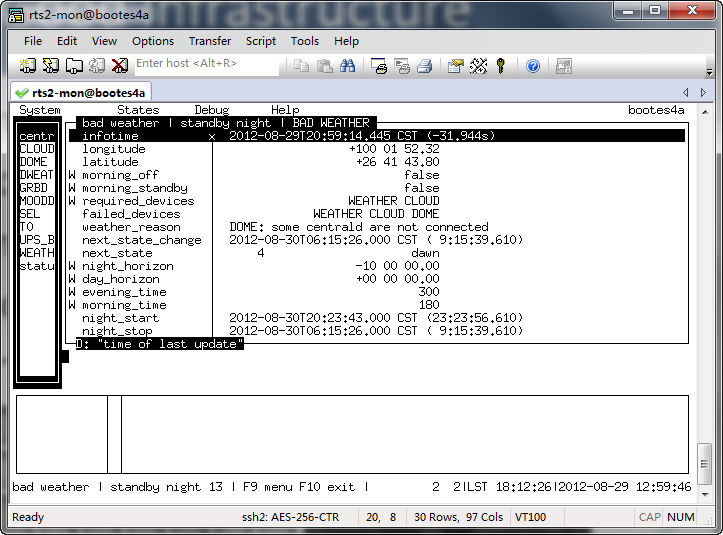 infrastructure
rts2-mon@bootes4a
File Edit View Options Transfer Script Tools Help
Enter host <Alt+R>
rts2-mon@bootes4a
System States Debug Help bootes4a
bad weather | standby night | BAD WEATHER
centr infotime x 2012-08-29T20:59:14.445 CST (-31.944s)
CLOUD longitude +100 01 52.32
DOME latitude +26 41 43.80
DWEAT W morning_off false
GRBD W morning_standby false
MOODD W required_devices WEATHER CLOUD
SEL failed_devices WEATHER CLOUD DOME
TO weather_reason DOME: some centrald are not connected
UPS_B next_state_change 2012-08-30T06:15:26.000 CST ( 9:15:39.610)
WEATH next_state 4 dawn
statu W night_horizon -10 00 00.00
W day_horizon +00 00 00.00
W evening_time 300
W morning_time 180
night_start 2012-08-30T20:23:43.000 CST (23:23:56.610)
night_stop 2012-08-30T06:15:26.000 CST ( 9:15:39.610)
D: "time of last update"
bad weather | standby night 13 | F9 menu F10 exit | 2 2|LST 18:12:26|2012-08-29 12:59:46
Ready ssh2: AES-256-CTR 20, 8 30 Rows, 97 Cols VT100 CAP NUM